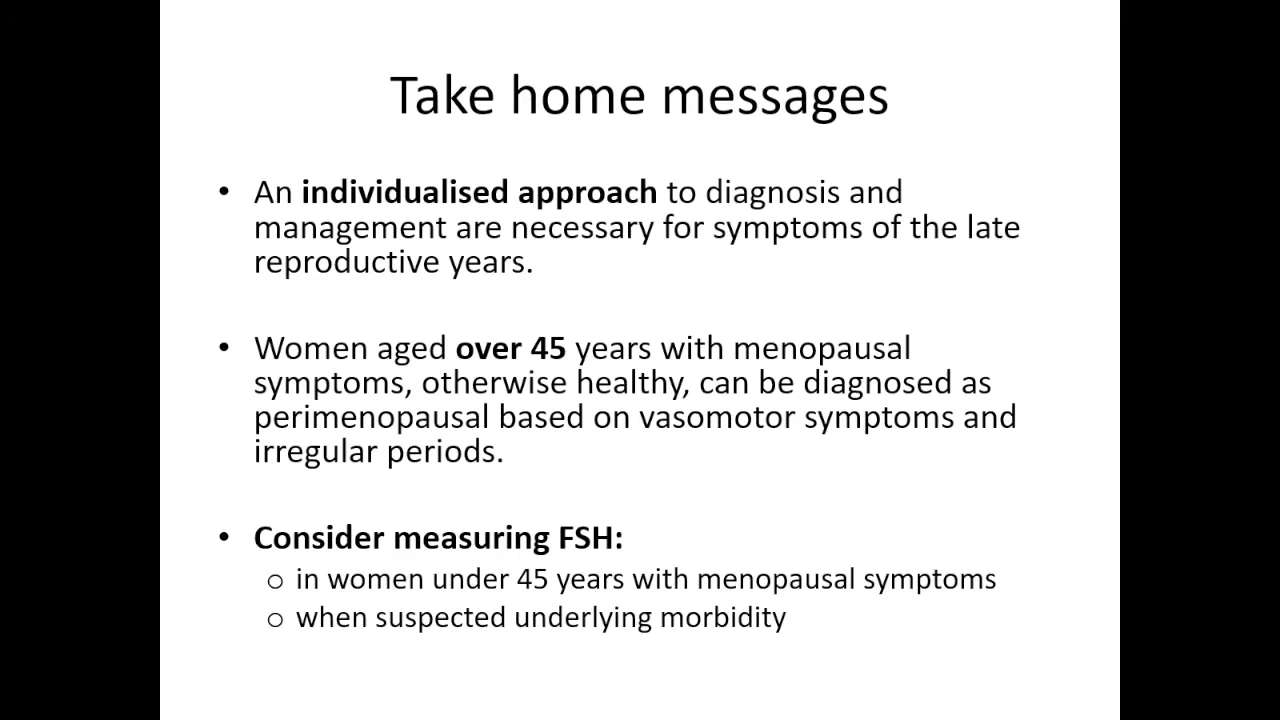 Take home messages
• An individualised approach to diagnosis and
management are necessary for symptoms of the late
reproductive years.
• Women aged over 45 years with menopausal
symptoms, otherwise healthy, can be diagnosed as
perimenopausal based on vasomotor symptoms and
irregular periods.
• Consider measuring FSH:
o in women under 45 years with menopausal symptoms
o when suspected underlying morbidity